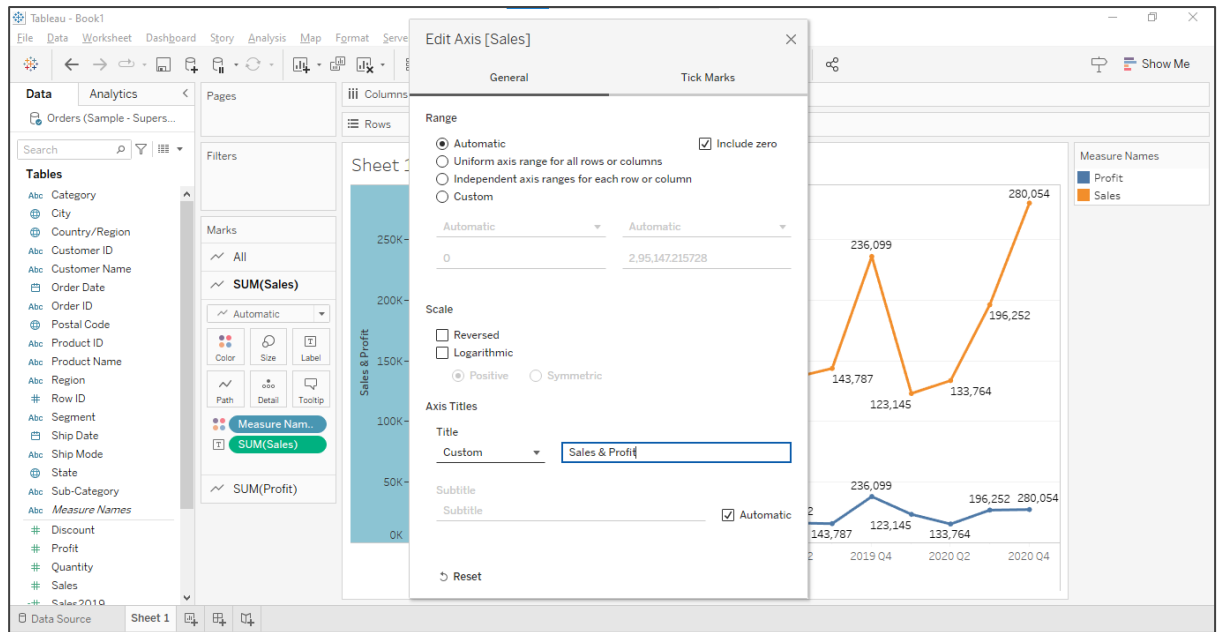 Tableau - Book1
File Data Worksheet Dashboard Story Analysis Map Format Serve
Show Me
Data Analytics
Orders (Sample - Supers...
Search
Tables
Abc Category
City
Country/Region
Abc Customer ID
Abc Customer Name
Order Date
Abc Order ID
Postal Code
Abc Product ID
Abc Product Name
Abc Region
# Row ID
Abc Segment
Ship Date
Abc Ship Mode
State
Abc Sub-Category
Abc Measure Names
# Discount
# Profit
# Quantity
# Sales
Sales2019
Pages
Filters
Marks
All
SUM(Sales)
Automatic
Color Size Label
Path Detail Tooltip
Measure Nam..
SUM(Sales)
SUM(Profit)
Columns
Rows
Sheet 1
Sales & Profit
250K
200K
150K
100K
50K
0K
Edit Axis [Sales]
General Tick Marks
Range
Automatic Include zero
Uniform axis range for all rows or columns
Independent axis ranges for each row or column
Custom
Automatic Automatic
0 2,95,147.215728
Scale
Reversed
Logarithmic
Positive Symmetric
Axis Titles
Title
Custom Sales & Profit
Subtitle
Subtitle Automatic
Reset
280,054
236,099
196,252
143,787
133,764
123,145
236,099
196,252 280,054
2
123,145
143,787 133,764
2 2019 Q4 2020 Q2 2020 Q4
Measure Names
Profit
Sales
Data Source Sheet 1